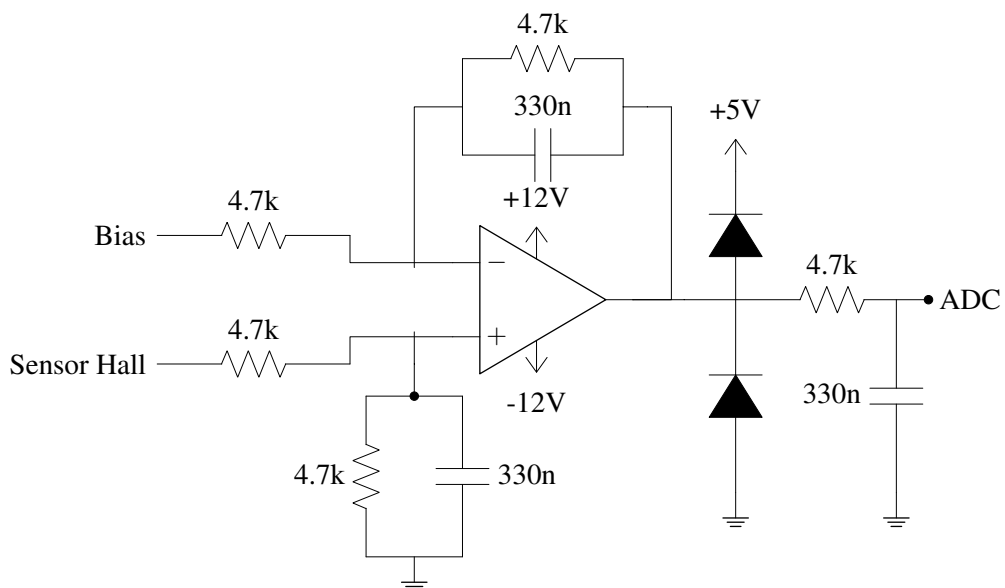 4.7k
330n
+5V
+12V
4.7k
Bias
−
4.7k
ADC
4.7k
+
Sensor Hall
-12V
330n
4.7k
330n